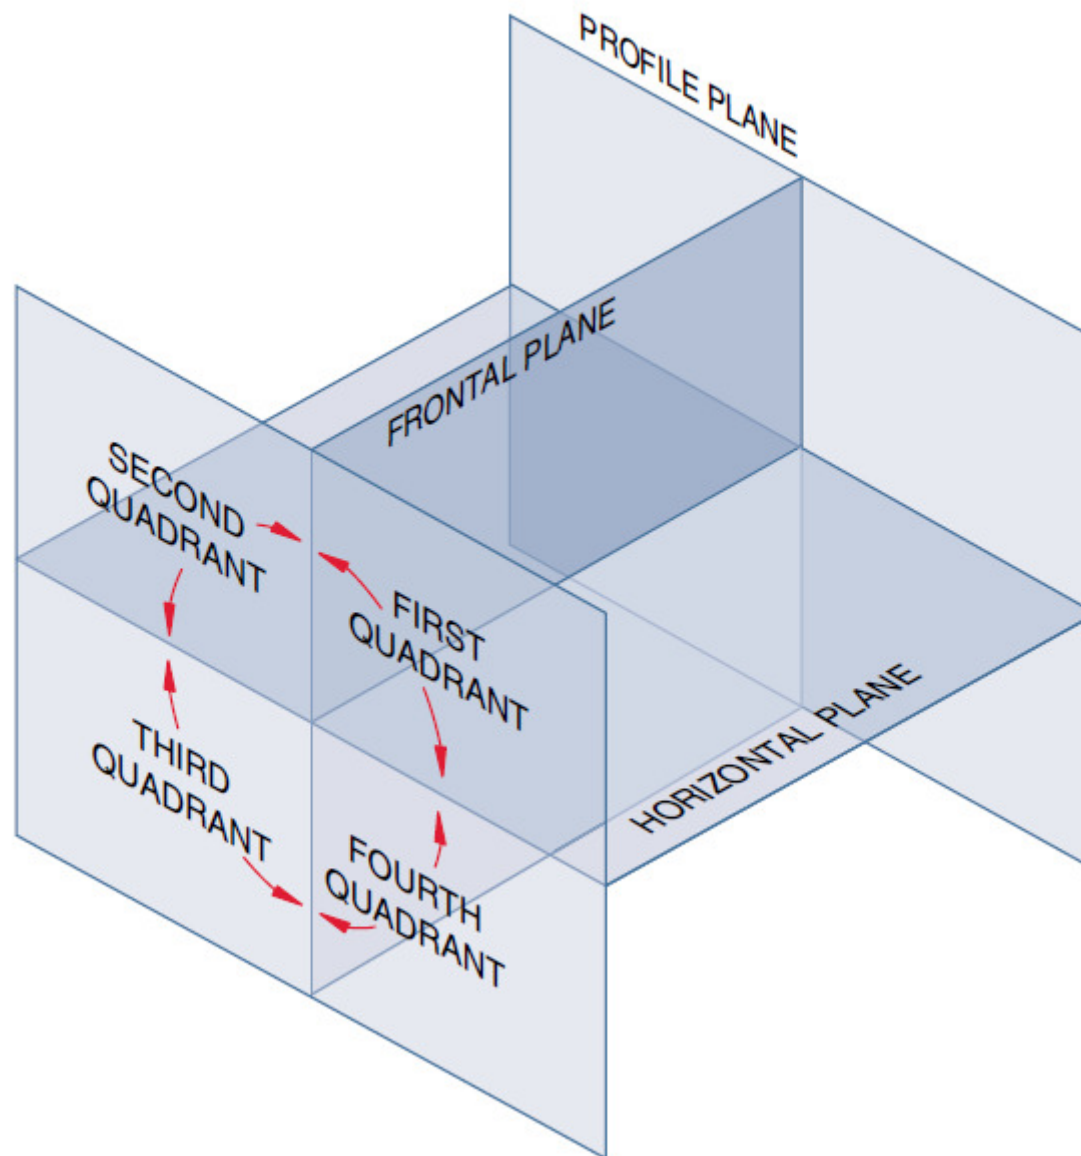 PROFILE PLANE
FRONTAL PLANE
SECOND
QUADRANT
FIRST
QUADRANT
THIRD
QUADRANT
FOURTH
QUADRANT
HORIZONTAL PLANE